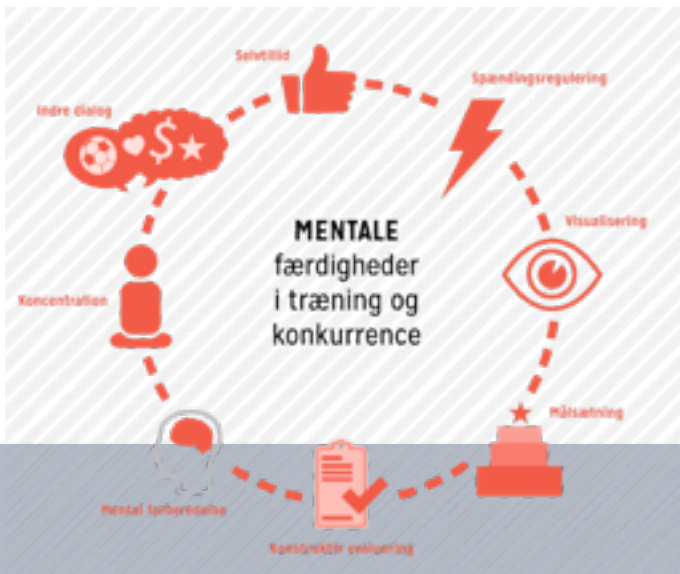 Selvtillid
Spændingsregulering
Indre dialog
Visualisering
MENTALE
færdigheder
i træning og
konkurrence
Koncentration
Målsætning
Mental forberedelse
Konstruktiv evaluering